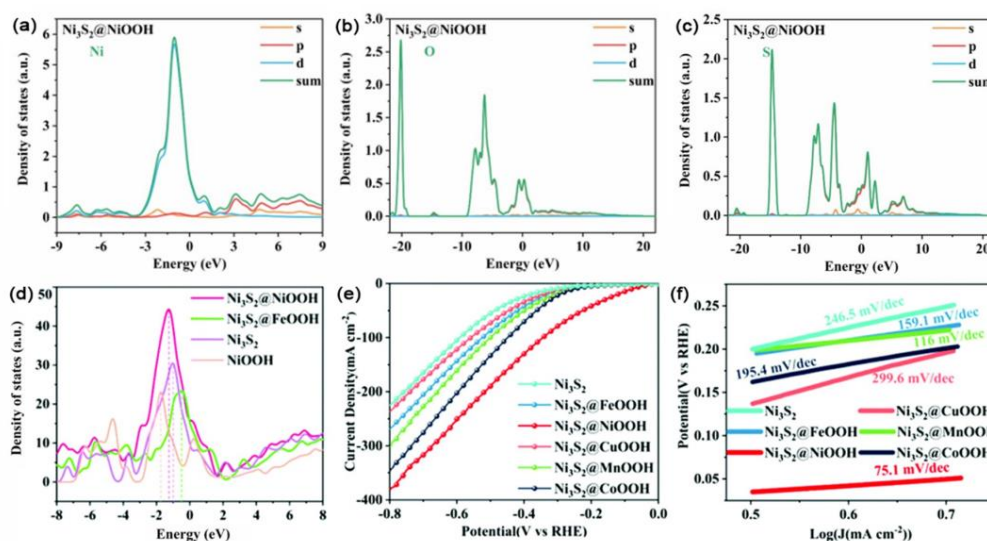 (a)
Ni₃S₂@NiOOH
Ni
s
p
d
sum
6
5
4
3
2
1
0
Density of states (a.u.)
-9 -6 -3 0 3 6 9
Energy (eV)
(b)
Ni₃S₂@NiOOH
O
s
p
d
sum
3.0
2.5
2.0
1.5
1.0
0.5
0.0
Density of states (a.u.)
-20 -10 0 10 20
Energy (eV)
(c)
Ni₃S₂@NiOOH
S
s
p
d
sum
2.5
2.0
1.5
1.0
0.5
0.0
Density of states (a.u.)
-20 -10 0 10 20
Energy (eV)
(d)
Ni₃S₂@NiOOH
Ni₃S₂@FeOOH
Ni₃S₂
NiOOH
50
40
30
20
10
0
Density of states (a.u.)
-8 -6 -4 -2 0 2 4 6 8
Energy (eV)
(e)
Ni₃S₂
Ni₃S₂@FeOOH
Ni₃S₂@NiOOH
Ni₃S₂@CuOOH
Ni₃S₂@MnOOH
Ni₃S₂@CoOOH
0
-100
-200
-300
-400
Current Density(mA cm⁻²)
-0.8 -0.6 -0.4 -0.2 0.0
Potential(V vs RHE)
(f)
246.5 mV/dec
159.1 mV/dec
116 mV/dec
195.4 mV/dec
299.6 mV/dec
Ni₃S₂ Ni₃S₂@CuOOH
Ni₃S₂@FeOOH Ni₃S₂@MnOOH
Ni₃S₂@NiOOH Ni₃S₂@CoOOH
75.1 mV/dec
0.25
0.20
0.15
0.10
0.05
Potential(V vs RHE)
0.5 0.6 0.7
Log(J(mA cm⁻²)